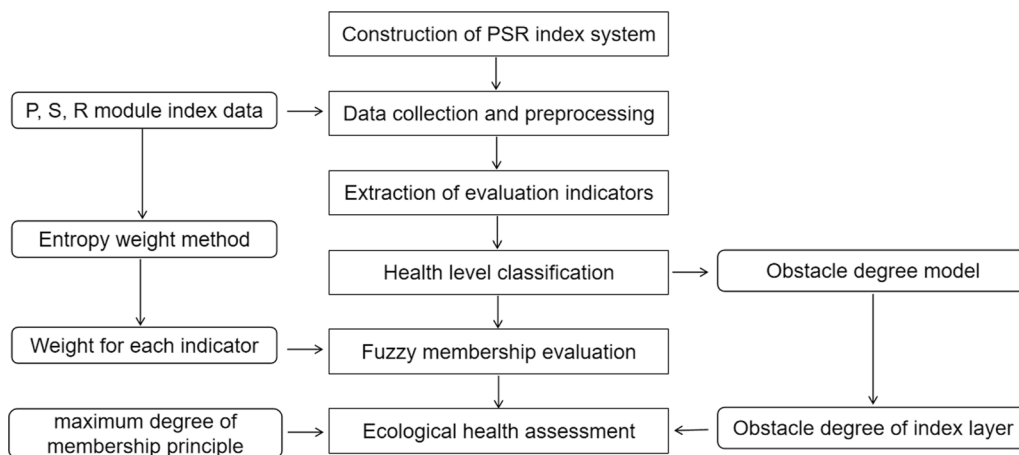 Construction of PSR index system
P, S, R module index data
Data collection and preprocessing
Extraction of evaluation indicators
Entropy weight method
Health level classification
Obstacle degree model
Weight for each indicator
Fuzzy membership evaluation
maximum degree of
membership principle
Ecological health assessment
Obstacle degree of index layer